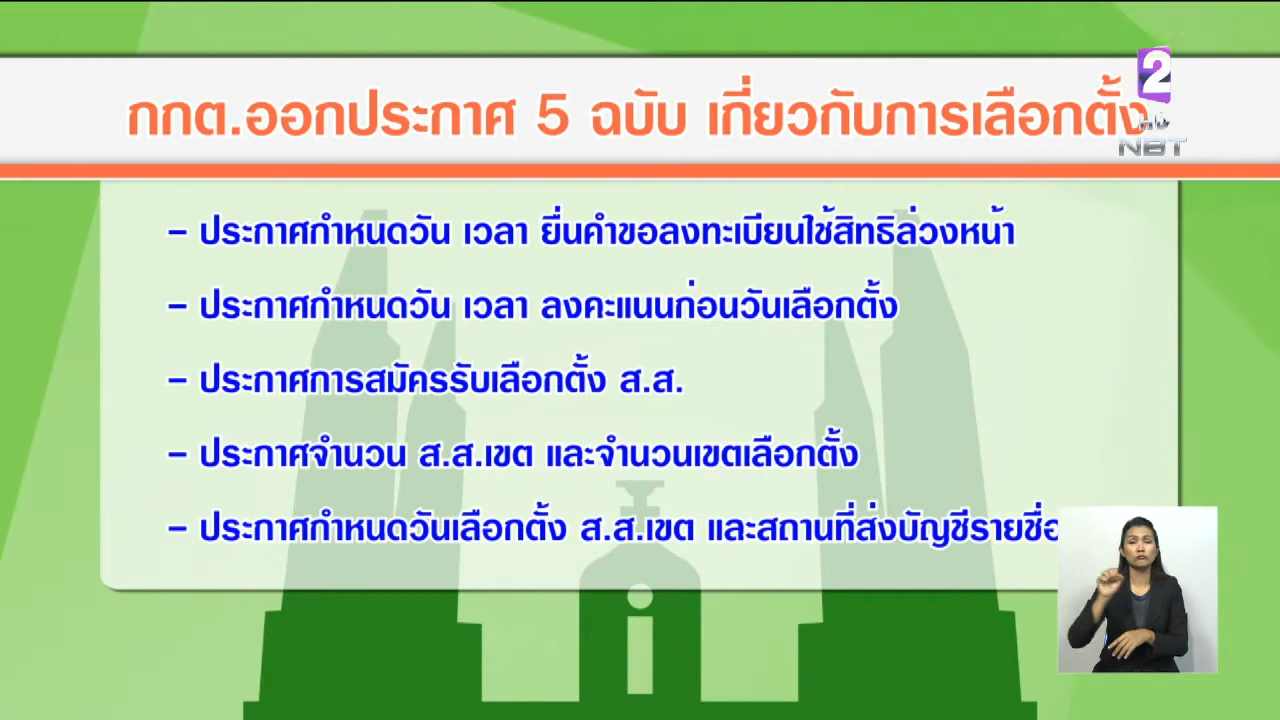 กกต.ออกประกาศ 5 ฉบับ เกี่ยวกับการเลือกตั้ง
2
HD
NBT
– ประกาศกำหนดวัน เวลา ยื่นคำขอลงทะเบียนใช้สิทธิล่วงหน้า
– ประกาศกำหนดวัน เวลา ลงคะแนนก่อนวันเลือกตั้ง
– ประกาศการสมัครรับเลือกตั้ง ส.ส.
– ประกาศจำนวน ส.ส.เขต และจำนวนเขตเลือกตั้ง
– ประกาศกำหนดวันเลือกตั้ง ส.ส.เขต และสถานที่ส่งบัญชีรายชื่อ